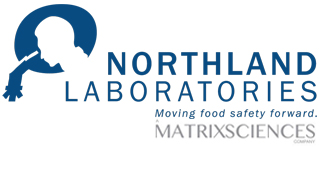 NORTHLAND
LABORATORIES
Moving food safety forward.
A
MATRIXSCIENCES
COMPANY